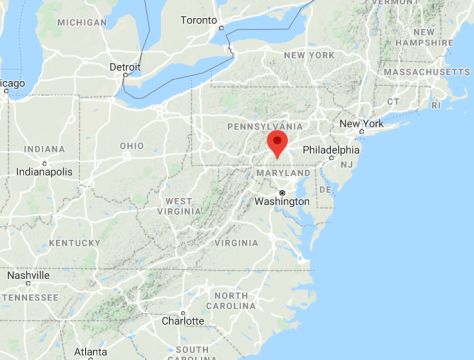 MICHIGAN
Toronto
VERMONT
NEW
HAMPSHIRE
Detroit
NEW YORK
MASSACHUSETTS
icago
CT
RI
PENNSYLVANIA
New York
OHIO
INDIANA
Indianapolis
Philadelphia
NJ
MARYLAND
DE
Washington
WEST
VIRGINIA
KENTUCKY
VIRGINIA
Nashville
TENNESSEE
NORTH
CAROLINA
Charlotte
Atlanta
SOUTH